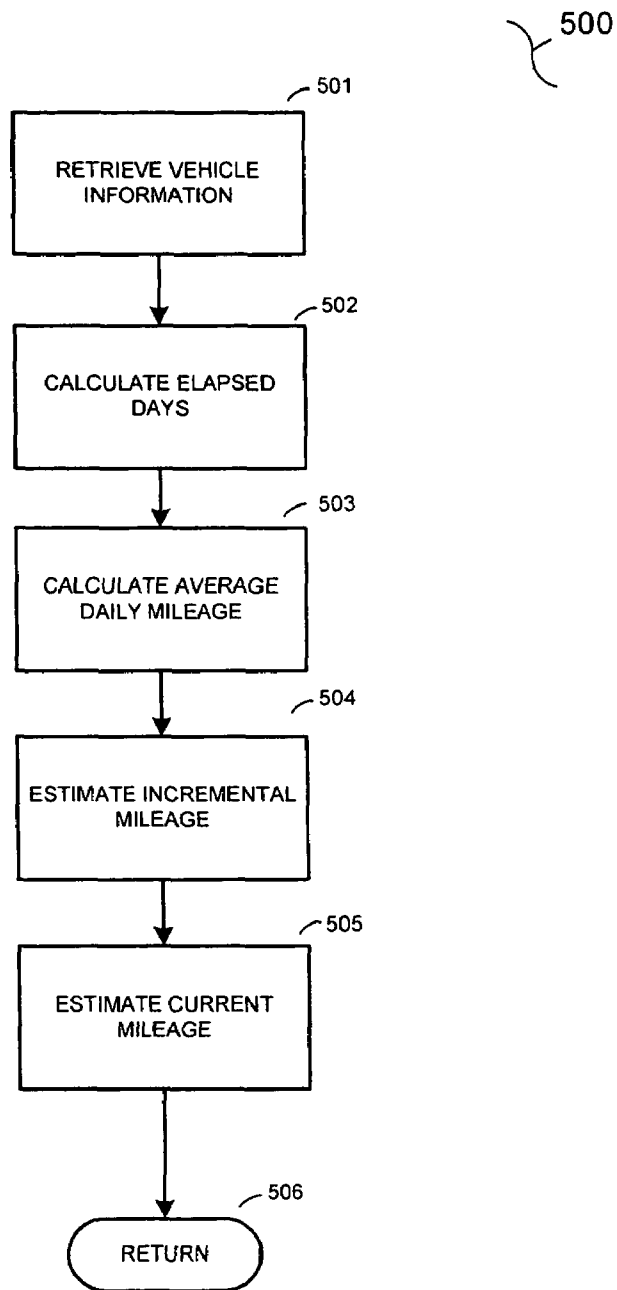 500
501
RETRIEVE VEHICLE
INFORMATION
502
CALCULATE ELAPSED
DAYS
503
CALCULATE AVERAGE
DAILY MILEAGE
504
ESTIMATE INCREMENTAL
MILEAGE
505
ESTIMATE CURRENT
MILEAGE
506
RETURN